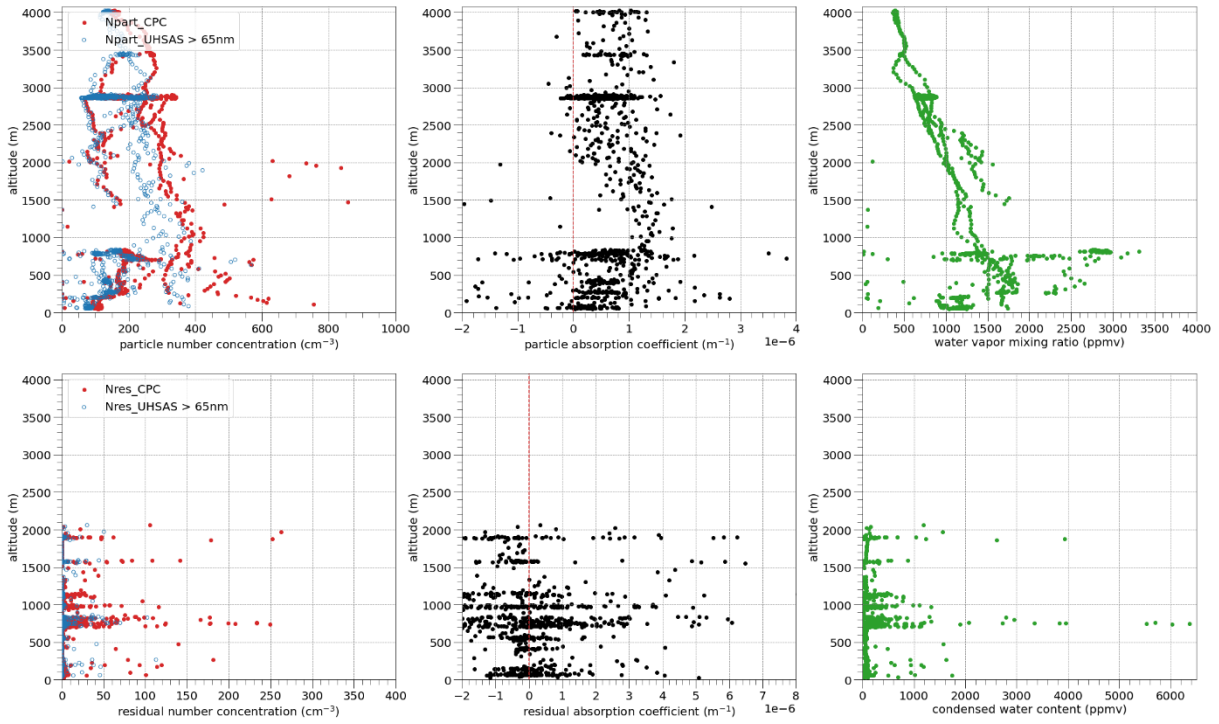 4000
3500
3000
2500
2000
1500
1000
500
0
altitude (m)
Npart_CPC
Npart_UHSAS > 65nm
0 200 400 600 800 1000
particle number concentration (cm⁻³)
4000
3500
3000
2500
2000
1500
1000
500
0
altitude (m)
−2 −1 0 1 2 3 4
1e−6
particle absorption coefficient (m⁻¹)
4000
3500
3000
2500
2000
1500
1000
500
0
altitude (m)
0 500 1000 1500 2000 2500 3000 3500 4000
water vapor mixing ratio (ppmv)
4000
3500
3000
2500
2000
1500
1000
500
0
altitude (m)
Nres_CPC
Nres_UHSAS > 65nm
0 50 100 150 200 250 300 400
residual number concentration (cm⁻³)
4000
3500
3000
2500
2000
1500
1000
500
0
altitude (m)
−2 −1 0 1 2 3 4 5 6 7 8
1e−6
residual absorption coefficient (m⁻¹)
4000
3500
3000
2500
2000
1500
1000
500
0
altitude (m)
0 1000 2000 3000 4000 5000 6000
condensed water content (ppmv)